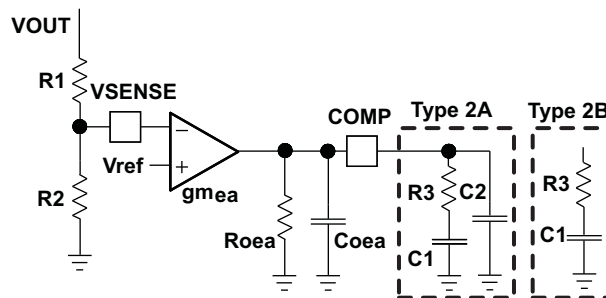 VOUT
R1
VSENSE
COMP
Type 2A
Type 2B
−
Vref
+
gmea
R2
Roea
Coea
R3
C2
C1
R3
C1